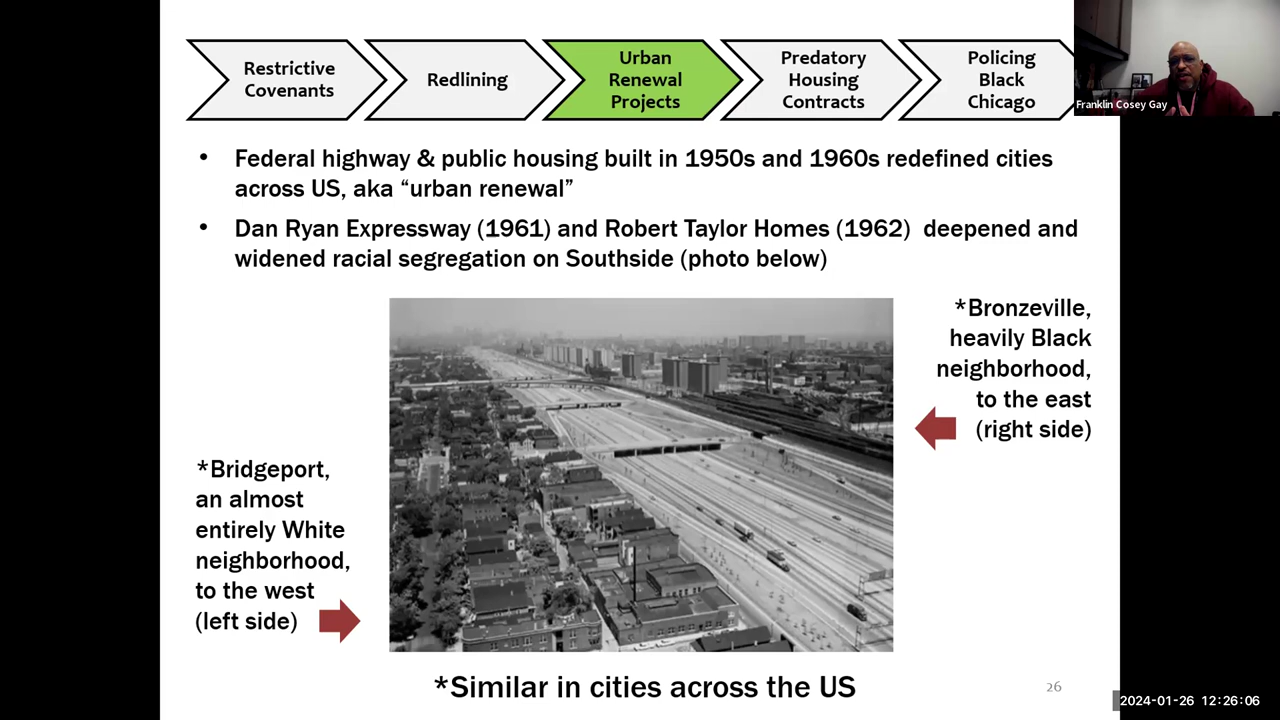 Restrictive
Covenants
Redlining
Urban
Renewal
Projects
Predatory
Housing
Contracts
Policing
Black
Chicago
Franklin Cosey Gay
• Federal highway & public housing built in 1950s and 1960s redefined cities
across US, aka “urban renewal”
• Dan Ryan Expressway (1961) and Robert Taylor Homes (1962) deepened and
widened racial segregation on Southside (photo below)
*Bronzeville,
heavily Black
neighborhood,
to the east
(right side)
*Bridgeport,
an almost
entirely White
neighborhood,
to the west
(left side)
*Similar in cities across the US
26
2024-01-26 12:26:06